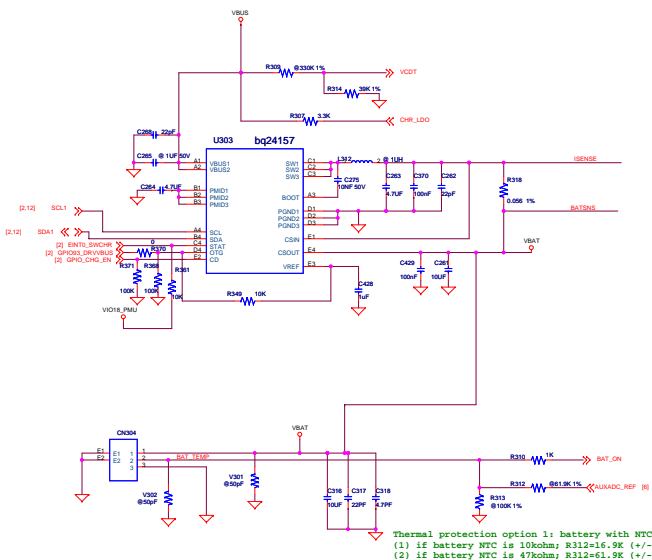 VBUS
R309 @330K 1%
VCDT
R314 39K 1%
R307 3.3K
CHR_LDO
C268 22pF
U303 bq24157
C265 @ 1UF 50V
A1 VBUS1
A2 VBUS2
SW1 C1
SW2 C2
SW3 C3
L312 2 @ 1UH
ISENSE
C264 4.7UF
B1 PMID1
B2 PMID2
B3 PMID3
C275
10NF 50V
BOOT A3
C263
4.7UF
C370
100nF
C262
22pF
R318
0.056 1%
PGND1 D1
PGND2 D2
PGND3 D3
BATSNS
[2,12] SCL1
[2,12] SDA1
A4 SCL
B4 SDA
C4 STAT
D4 OTG
E2 CD
CSIN E1
CSOUT E4
VREF E3
VBAT
[2] EINT0_SWCHR
[2] GPIO93_DRVVBUS
[2] GPIO_CHG_EN
0
R370
R371
100K
R368
100K
R361
10K
C429
100nF
C261
10UF
R349 10K
C428
1uF
VIO18_PMU
CN304
E1 E1 1 1
E2 E2 2 2
3 3
BAT_TEMP
VBAT
V301
@50pF
V302
@50pF
C316
10UF
C317
22PF
C318
4.7PF
R310 1K
BAT_ON
R312 @61.9K 1%
AUXADC_REF [6]
R313
@100K 1%
Thermal protection option 1: battery with NTC
(1) if battery NTC is 10kohm; R312=16.9K (+/-
(2) if battery NTC is 47kohm; R312=61.9K (+/-